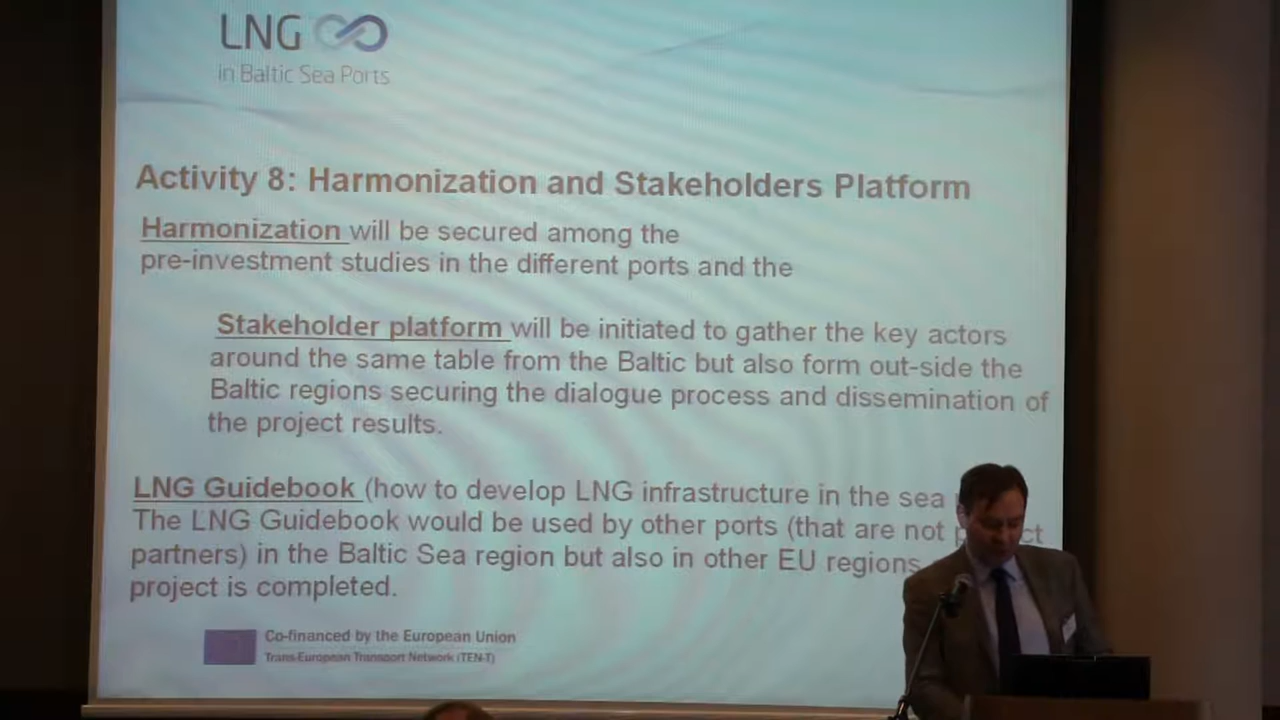 LNG
in Baltic Sea Ports
Activity 8: Harmonization and Stakeholders Platform
Harmonization will be secured among the
pre-investment studies in the different ports and the
Stakeholder platform will be initiated to gather the key actors
around the same table from the Baltic but also form out-side the
Baltic regions securing the dialogue process and dissemination of
the project results.
LNG Guidebook (how to develop LNG infrastructure in the sea
The LNG Guidebook would be used by other ports (that are not
partners) in the Baltic Sea region but also in other EU regions
project is completed.
Co-financed by the European Union
Trans-European Transport Network (TEN-T)